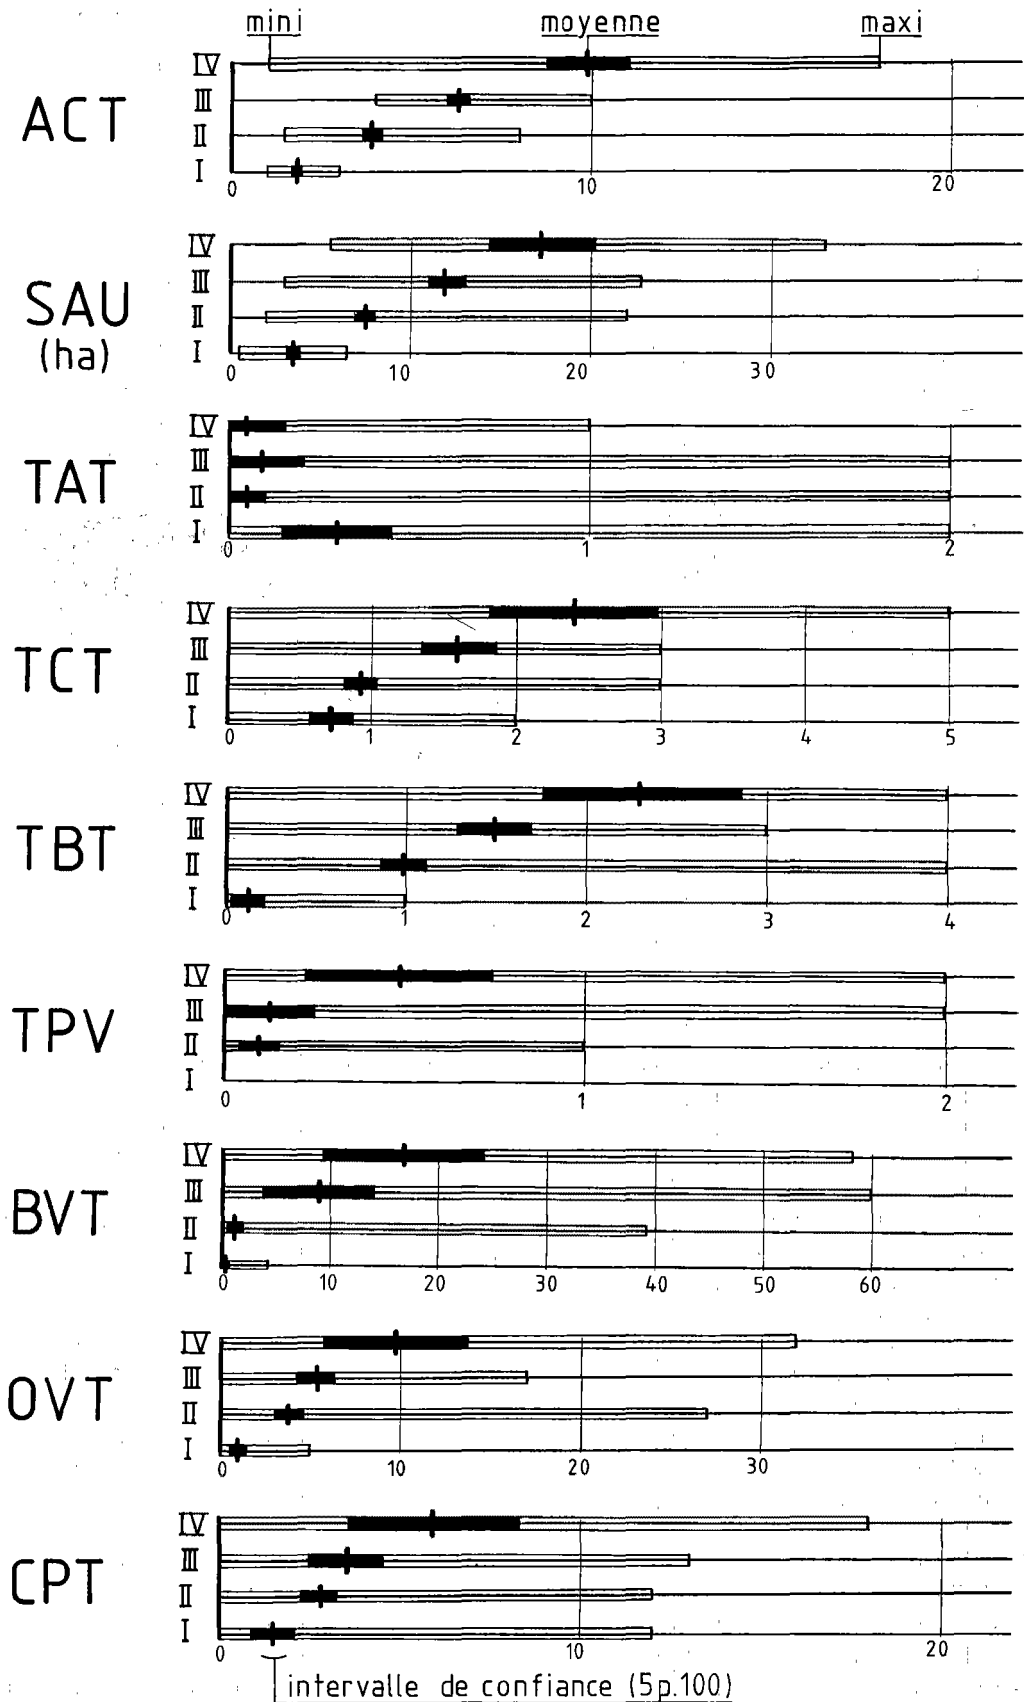 mini moyenne maxi
IV
III
ACT
II
I
0 10 20
IV
III
SAU
(ha)
II
I
0 10 20 30
IV
III
TAT
II
I
0 1 2
IV
III
TCT
II
I
0 1 2 3 4 5
IV
III
TBT
II
I
0 1 2 3 4
IV
III
TPV
II
I
0 1 2
IV
III
BVT
II
I
0 10 20 30 40 50 60
IV
III
OVT
II
I
0 10 20 30
IV
III
CPT
II
I
0 10 20
intervalle de confiance (5p.100)